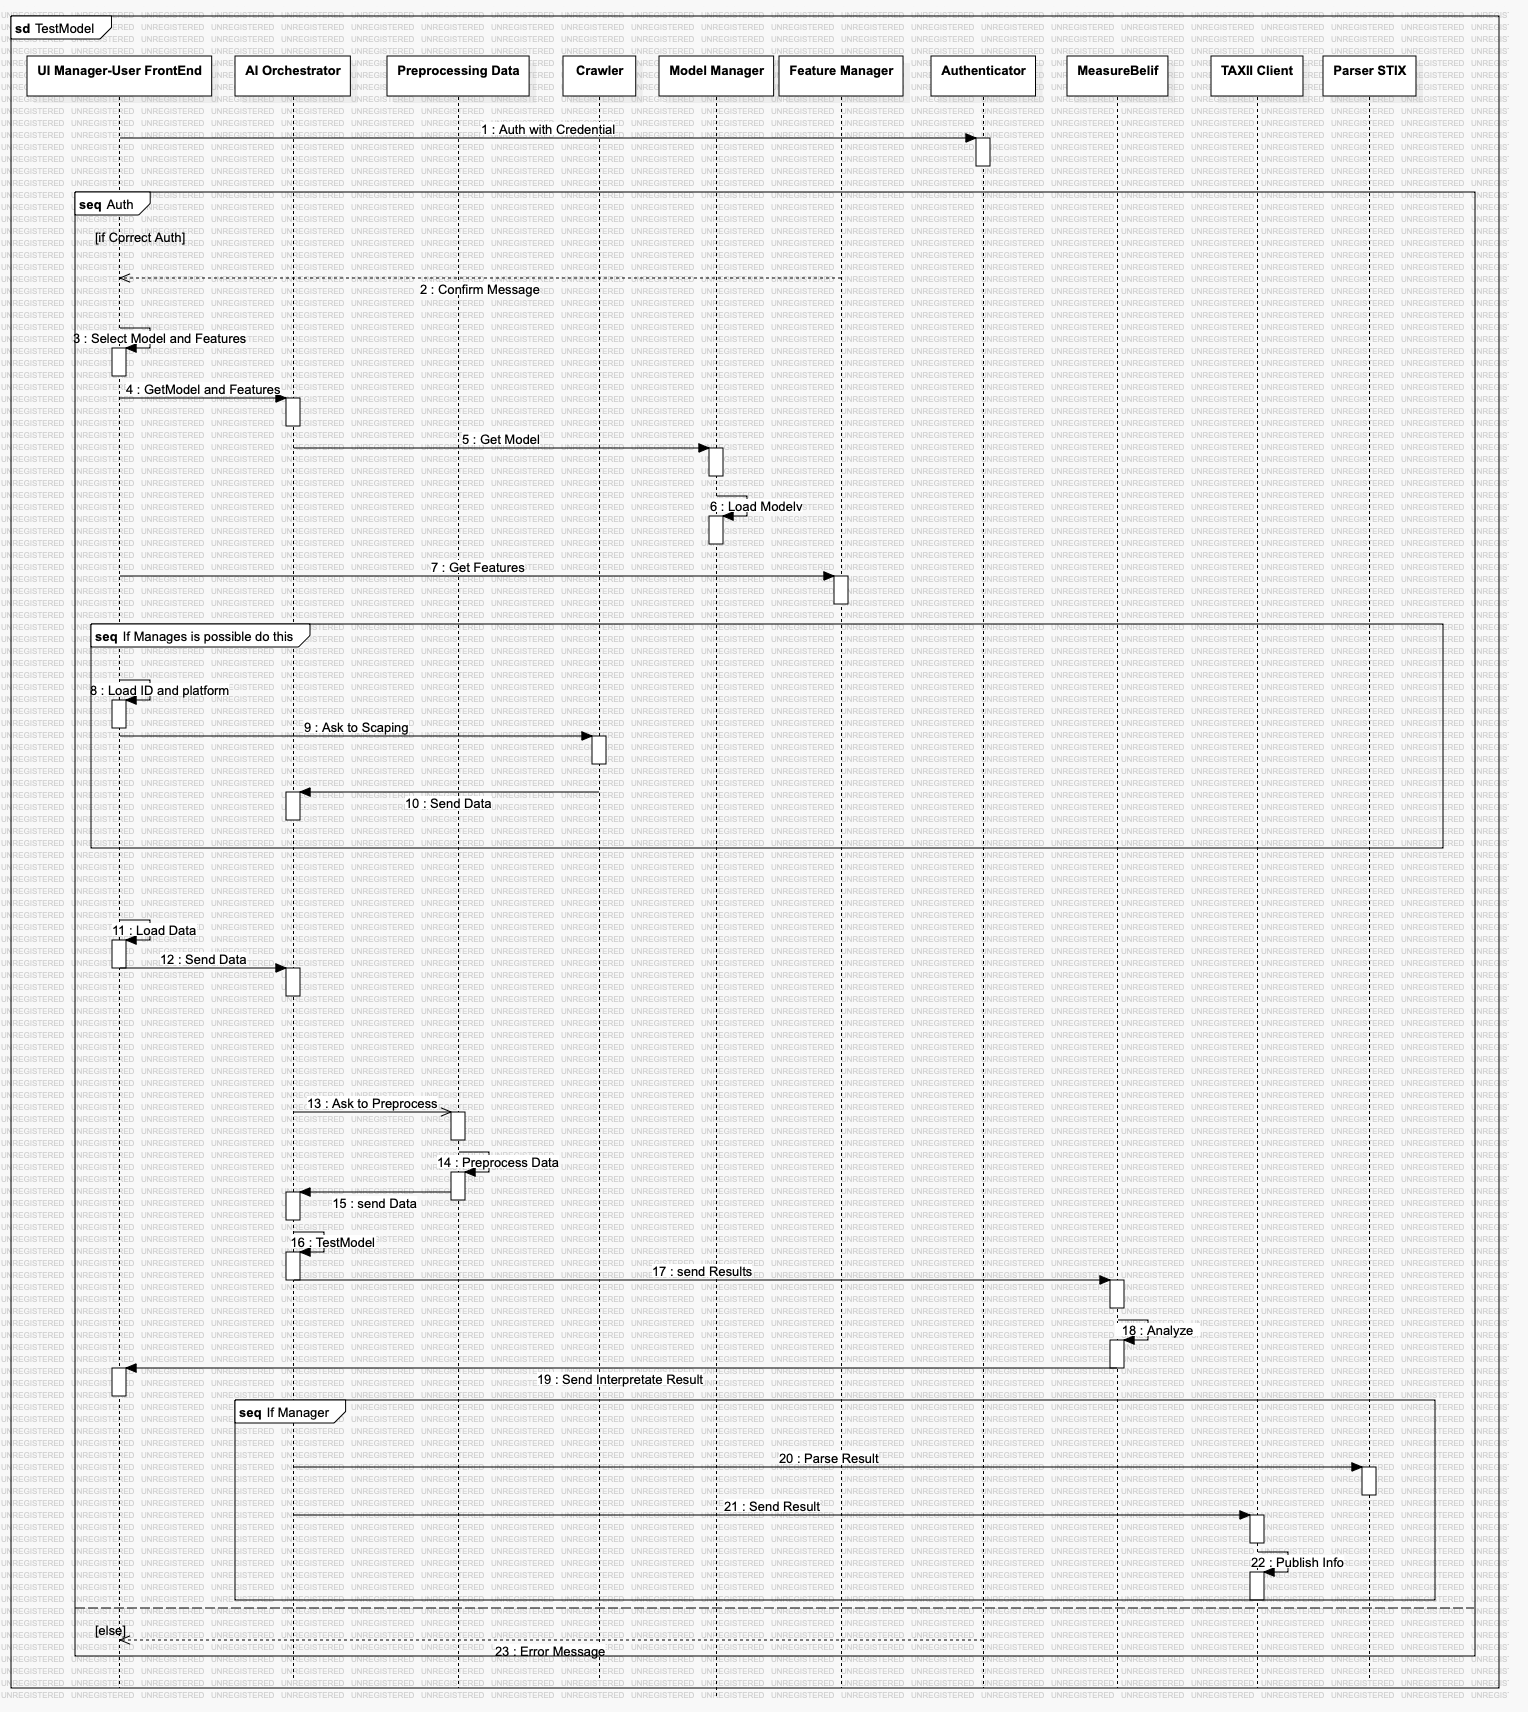 sd TestModel
UI Manager-User FrontEnd
AI Orchestrator
Preprocessing Data
Crawler
Model Manager
Feature Manager
Authenticator
MeasureBelif
TAXII Client
Parser STIX
1 : Auth with Credential
seq Auth
[if Correct Auth]
2 : Confirm Message
3 : Select Model and Features
4 : GetModel and Features
5 : Get Model
6 : Load Modelv
7 : Get Features
seq If Manages is possible do this
8 : Load ID and platform
9 : Ask to Scaping
10 : Send Data
11 : Load Data
12 : Send Data
13 : Ask to Preprocess
14 : Preprocess Data
15 : send Data
16 : TestModel
17 : send Results
18 : Analyze
19 : Send Interpretate Result
seq If Manager
20 : Parse Result
21 : Send Result
22 : Publish Info
[else]
23 : Error Message
UNREGISTERED